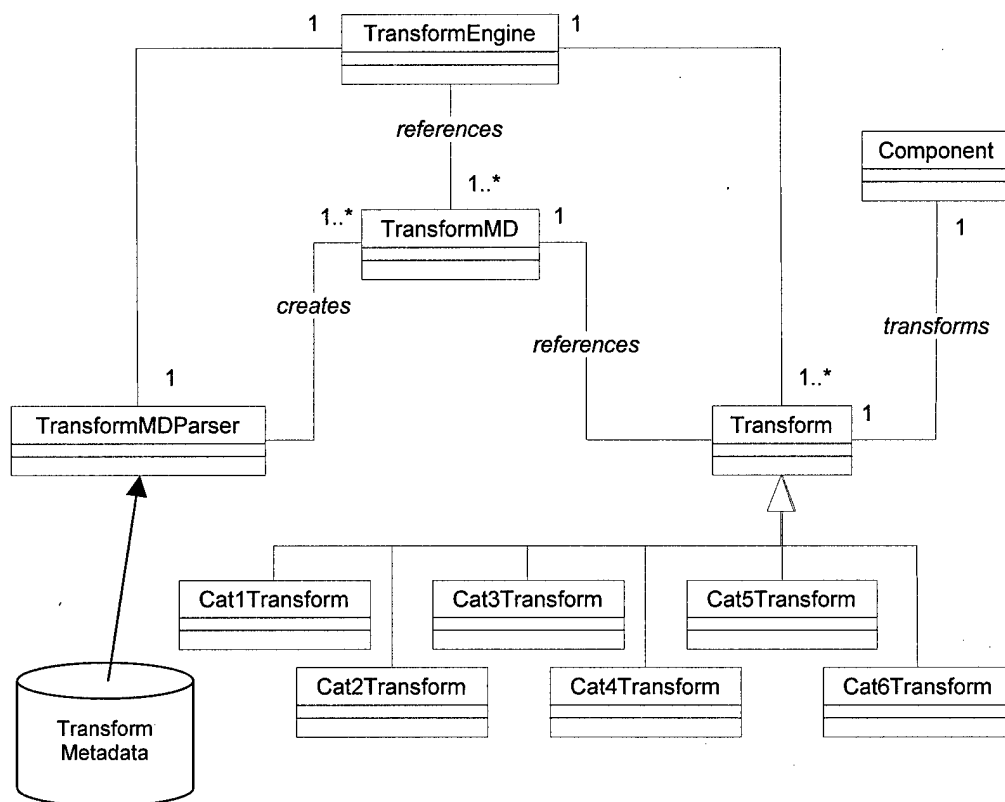 1
TransformEngine
1
references
Component
1..*
1..*
TransformMD
1
1
creates
transforms
references
1
1..*
TransformMDParser
Transform
1
Cat1Transform
Cat3Transform
Cat5Transform
Cat2Transform
Cat4Transform
Cat6Transform
Transform
Metadata